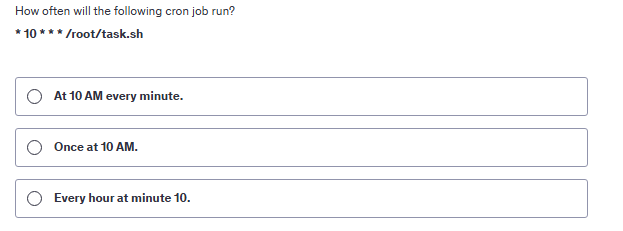 How often will the following cron job run?
* 10 * * * /root/task.sh
At 10 AM every minute.
Once at 10 AM.
Every hour at minute 10.